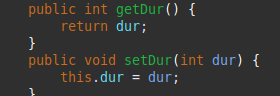 public int getDur() {
    return dur;
}
public void setDur(int dur) {
    this.dur = dur;
}